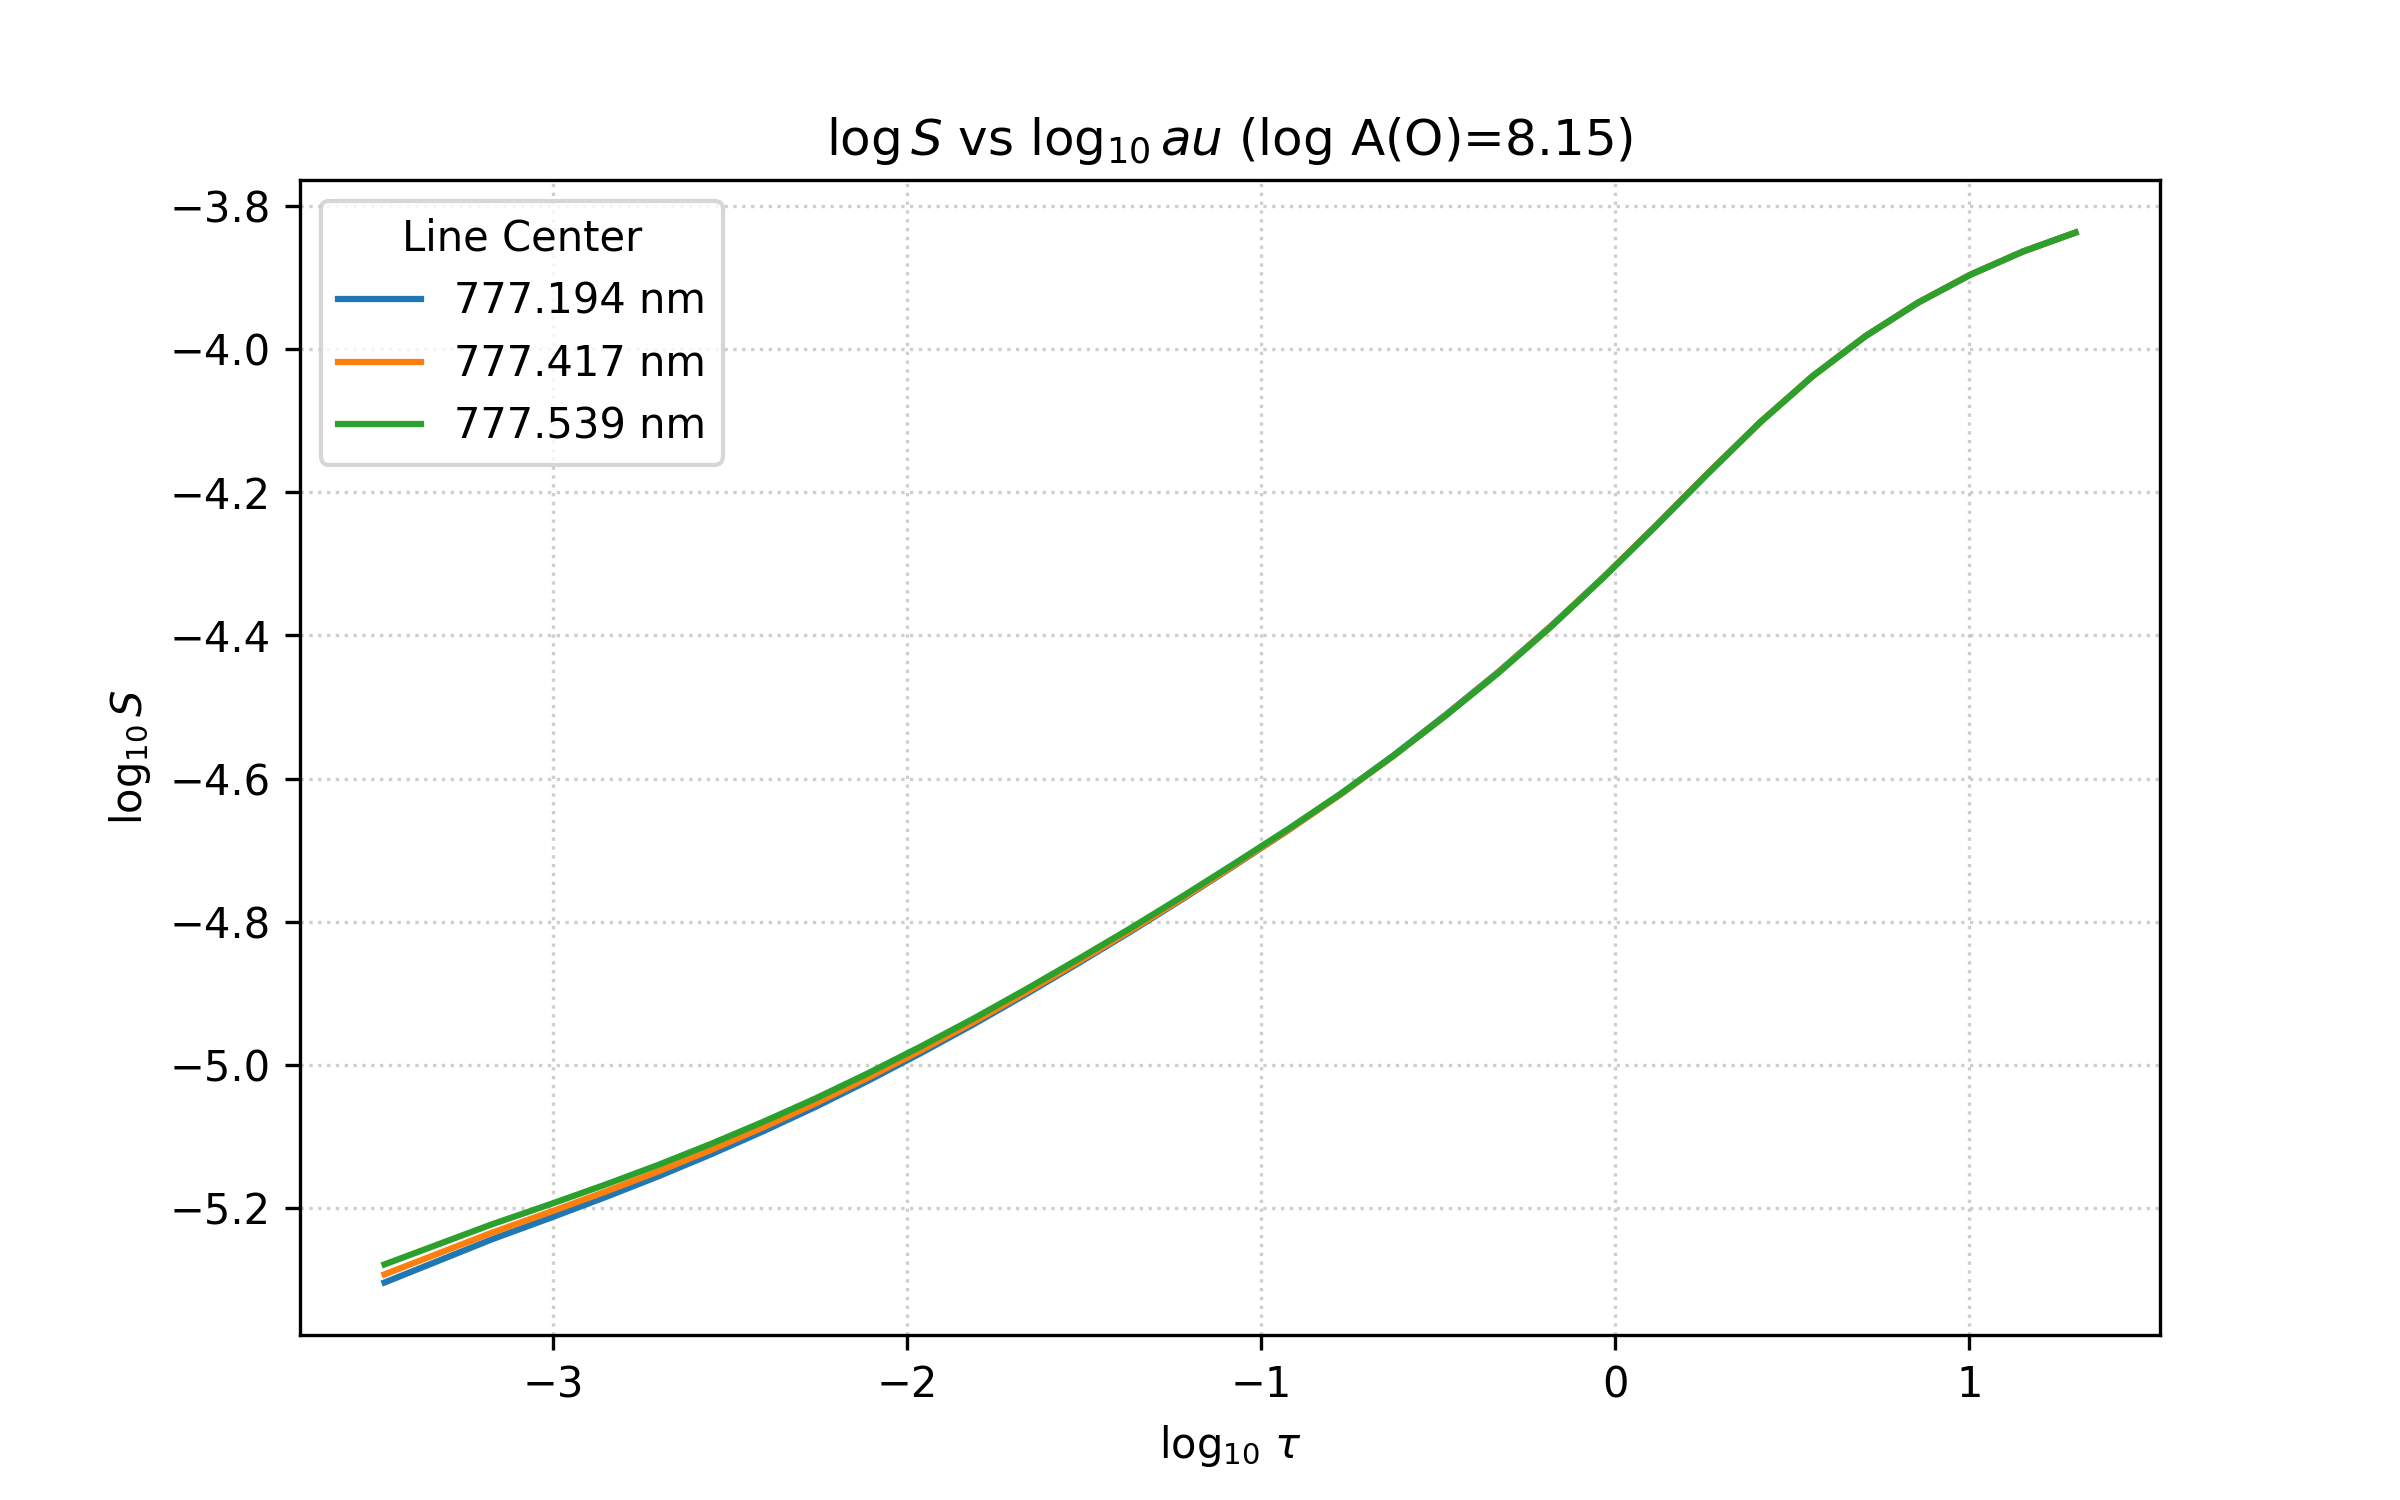 log S vs log₁₀ au (log A(O)=8.15)
Line Center
777.194 nm
777.417 nm
777.539 nm
−3.8
−4.0
−4.2
−4.4
−4.6
−4.8
−5.0
−5.2
log₁₀ S
−3 −2 −1 0 1
log₁₀ τ